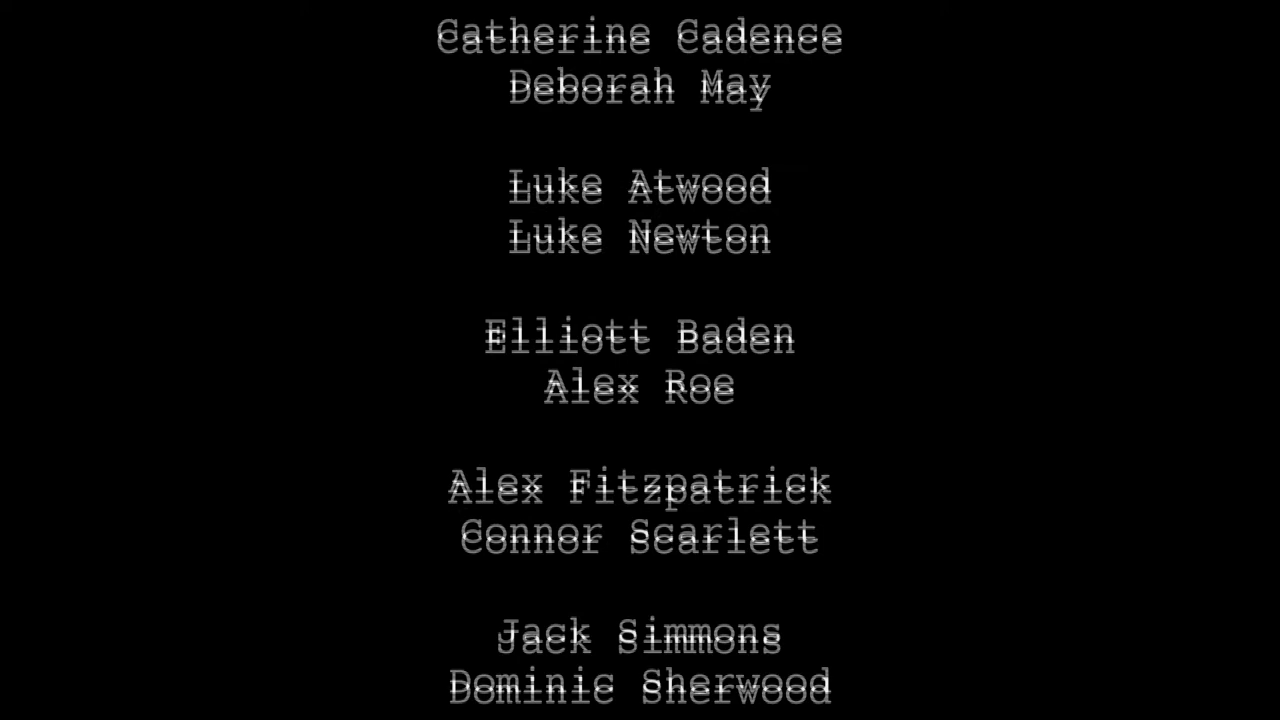 Catherine Cadence
Deborah May
Luke Atwood
Luke Newton
Elliott Baden
Alex Roe
Alex Fitzpatrick
Connor Scarlett
Jack Simmons
Dominic Sherwood